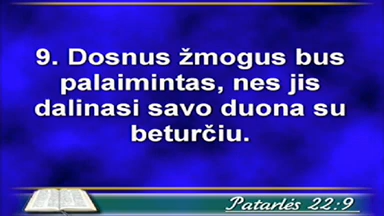 9. Dosnus žmogus bus
palaimintas, nes jis
dalinasi savo duona su
beturčiu.
Patarlės 22:9